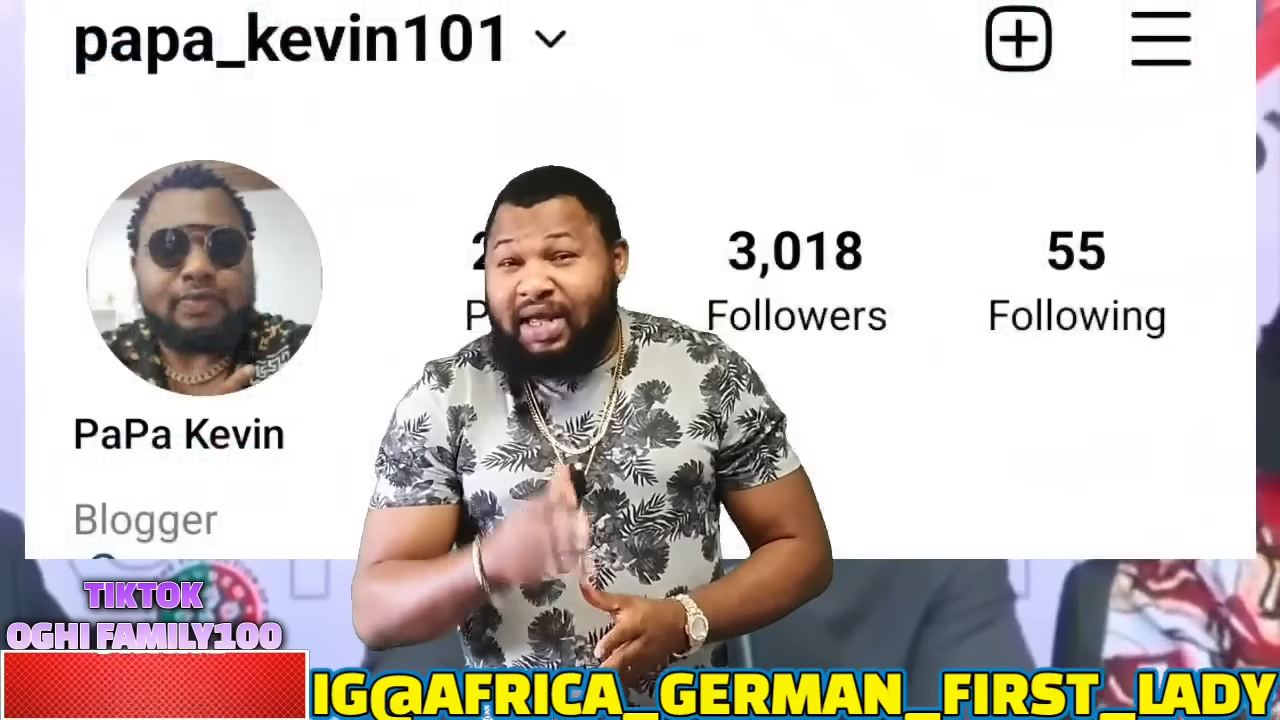 papa_kevin101
3,018
55
Followers
Following
PaPa Kevin
Blogger
TIKTOK
OGHI FAMILY100
IG@AFRICA_GERMAN_FIRST_LADY